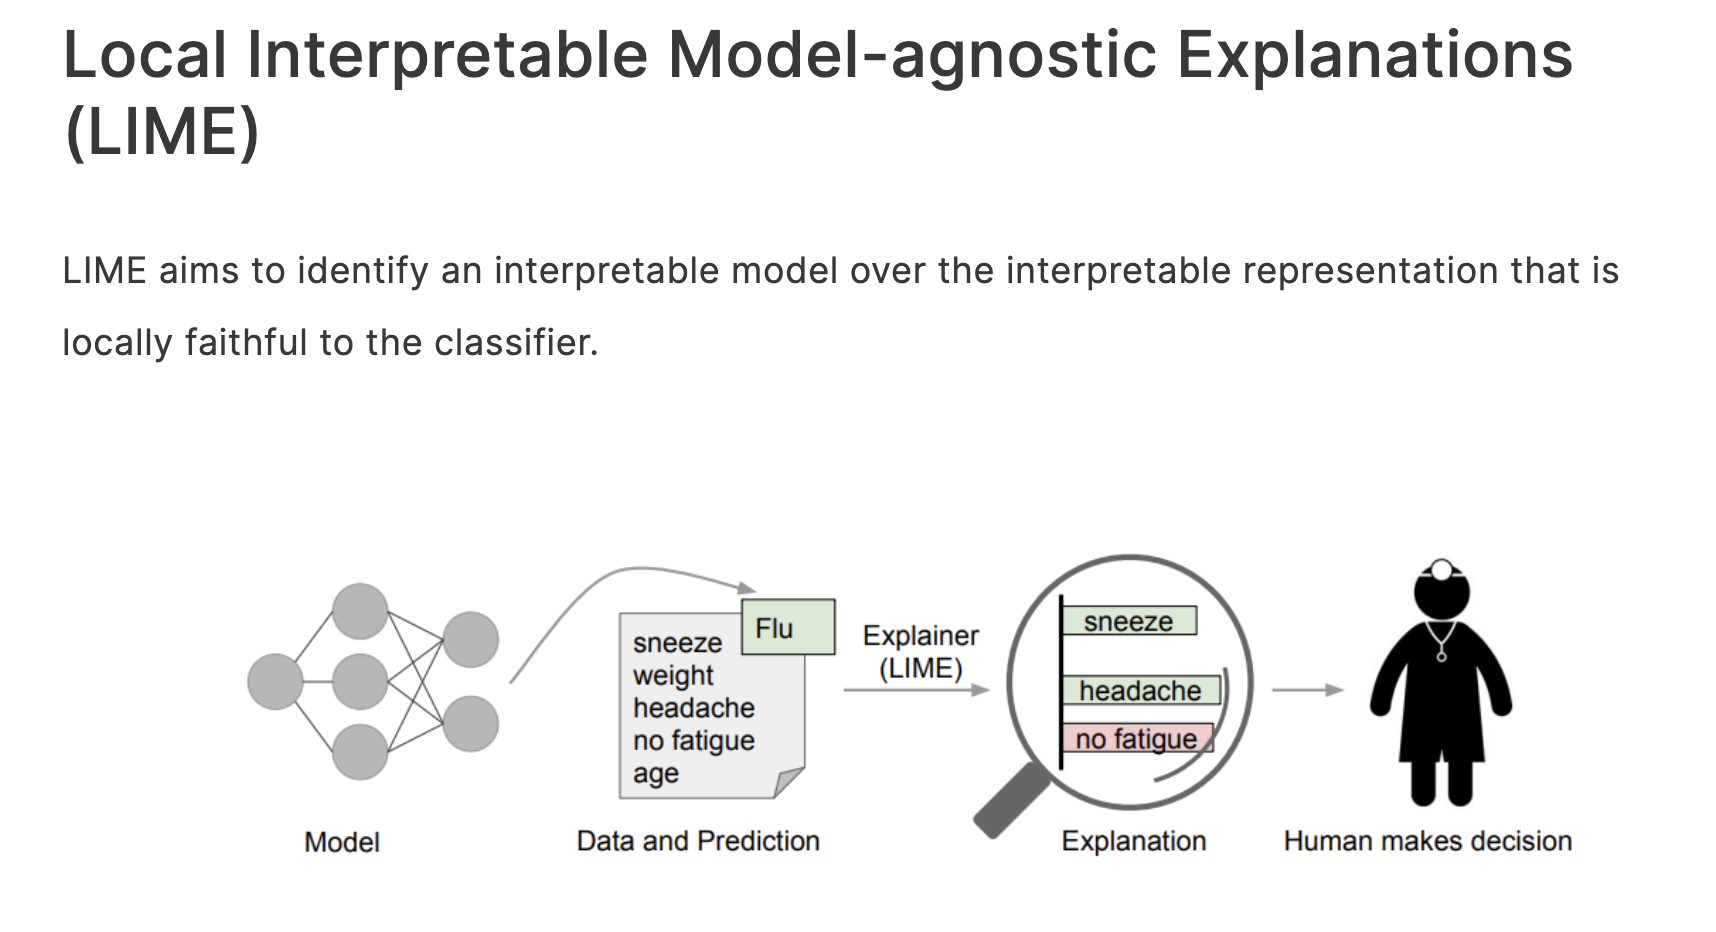 Local Interpretable Model-agnostic Explanations
(LIME)
LIME aims to identify an interpretable model over the interpretable representation that is
locally faithful to the classifier.
Flu
sneeze
weight
headache
no fatigue
age
Explainer
(LIME)
sneeze
headache
no fatigue
Model
Data and Prediction
Explanation
Human makes decision